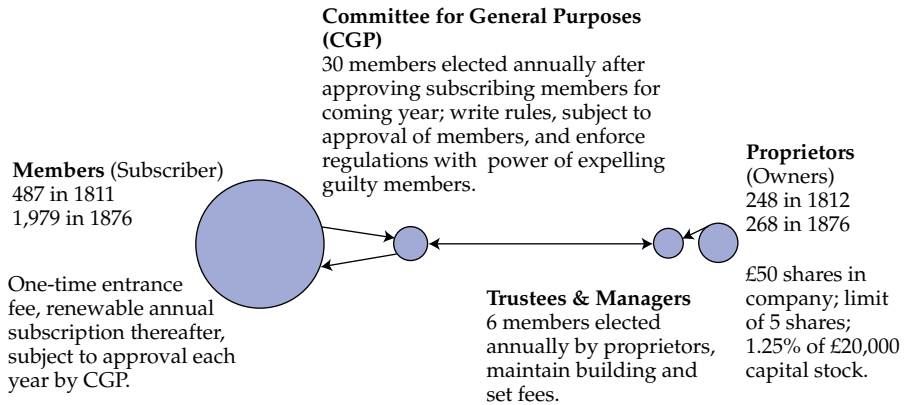 Committee for General Purposes
(CGP)
30 members elected annually after
approving subscribing members for
coming year; write rules, subject to
approval of members, and enforce
regulations with power of expelling
guilty members.
Members (Subscriber)
487 in 1811
1,979 in 1876
One-time entrance
fee, renewable annual
subscription thereafter,
subject to approval each
year by CGP.
Trustees & Managers
6 members elected
annually by proprietors,
maintain building and
set fees.
Proprietors
(Owners)
248 in 1812
268 in 1876
£50 shares in
company; limit
of 5 shares;
1.25% of £20,000
capital stock.